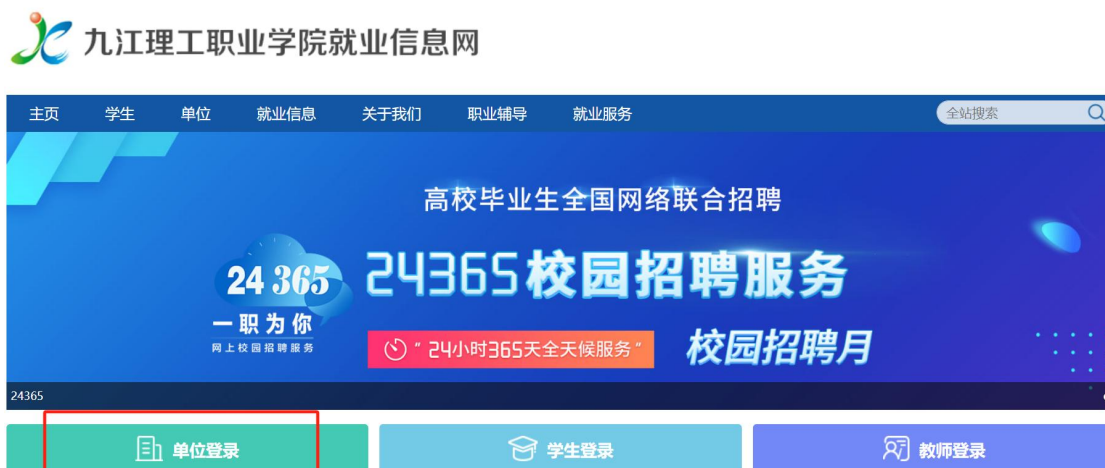 九江理工职业学院就业信息网
主页 学生 单位 就业信息 关于我们 职业辅导 就业服务 全站搜索
高校毕业生全国网络联合招聘
24365校园招聘服务
24 365
一职为你
网上校园招聘服务
“24小时365天全天候服务“ 校园招聘月
24365
单位登录 学生登录 教师登录